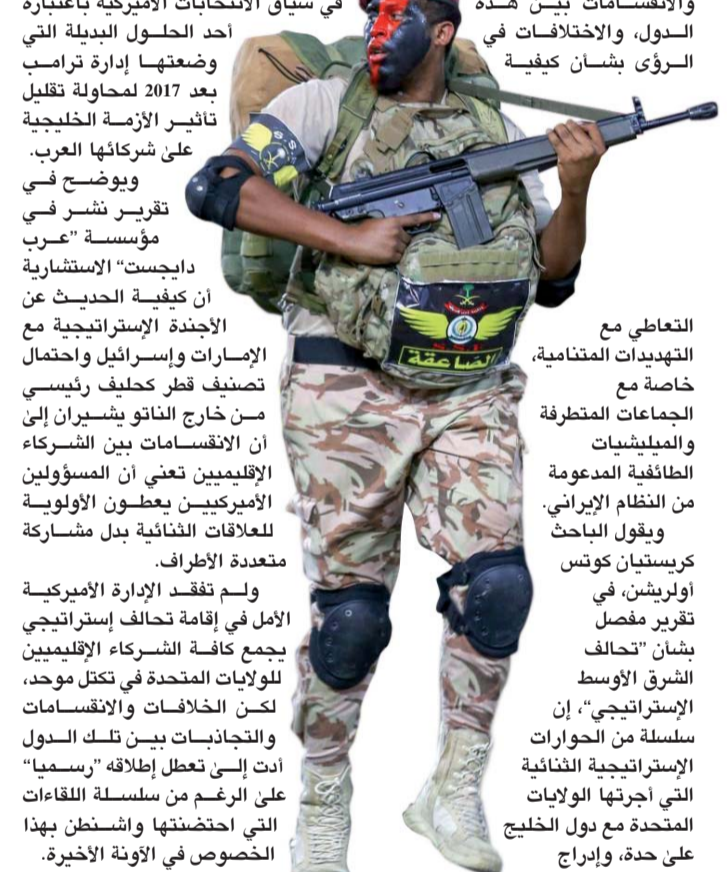 والانقسامات بين هذه
الدول، والاختلافات في
الرؤى بشأن كيفية
التعاطي مع
التهديدات المتنامية،
خاصة مع
الجماعات المتطرفة
والميليشيات
الطائفية المدعومة
من النظام الإيراني.
ويقول الباحث
كريستيان كوتس
أولريشن، في
تقرير مفصل
بشأن ”تحالف
الشرق الأوسط
الإستراتيجي“، إن
سلسلة من الحوارات
الإستراتيجية الثنائية
التي أجرتها الولايات
المتحدة مع دول الخليج
على حدة، وإدراج
في سياق الانتخابات الأميركية باعتباره
أحد الحلول البديلة التي
وضعتها إدارة ترامب
بعد 2017 لمحاولة تقليل
تأثير الأزمة الخليجية
على شركائها العرب.
ويوضح في
تقرير نشر في
مؤسسة ”عرب
دايجست“ الاستشارية
أن كيفية الحديث عن
الأجندة الإستراتيجية مع
الإمارات وإسرائيل واحتمال
تصنيف قطر كحليف رئيسي
من خارج الناتو يشيران إلى
أن الانقسامات بين الشركاء
الإقليميين تعني أن المسؤولين
الأميركيين يعطون الأولوية
للعلاقات الثنائية بدل مشاركة
متعددة الأطراف.
ولم تفقد الإدارة الأميركية
الأمل في إقامة تحالف إستراتيجي
يجمع كافة الشركاء الإقليميين
للولايات المتحدة في تكتل موحد،
لكن الخلافات والانقسامات
والتجاذبات بين تلك الدول
أدت إلى تعطل إطلاقه ”رسميا“
على الرغم من سلسلة اللقاءات
التي احتضنتها واشنطن بهذا
الخصوص في الآونة الأخيرة.
الصاعقة